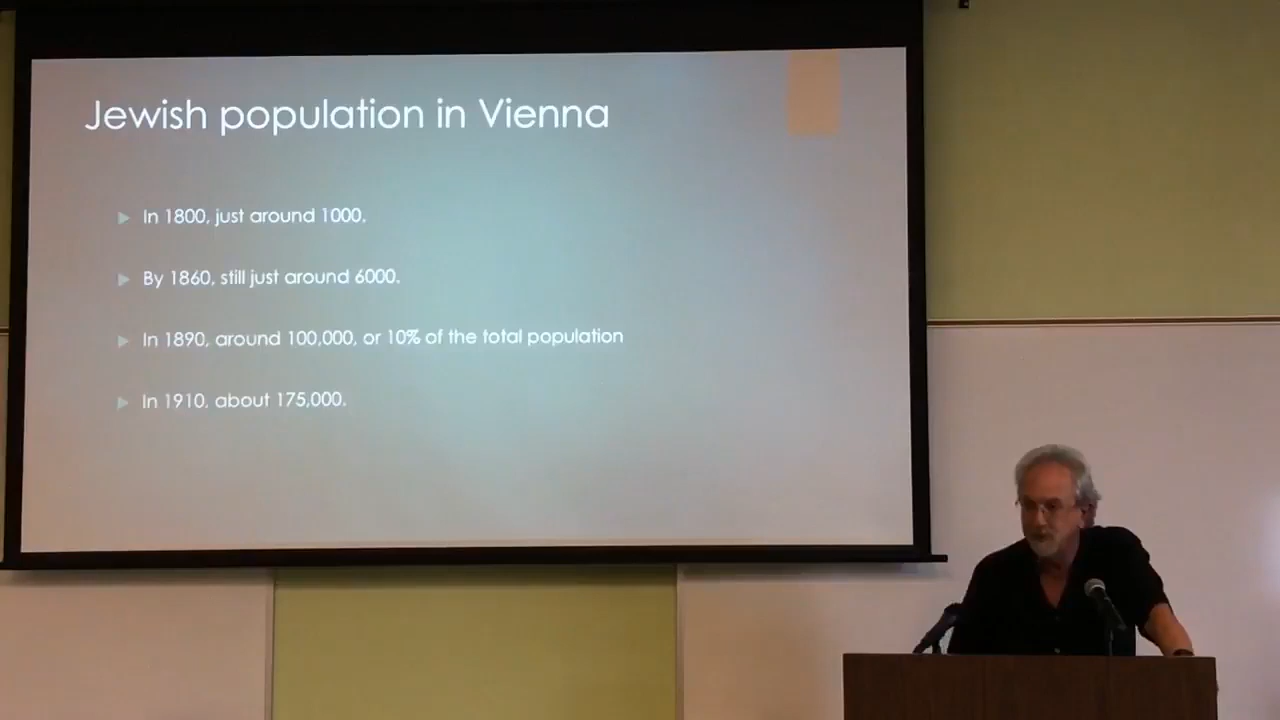 Jewish population in Vienna
In 1800, just around 1000.
By 1860, still just around 6000.
In 1890, around 100,000, or 10% of the total population
In 1910, about 175,000.